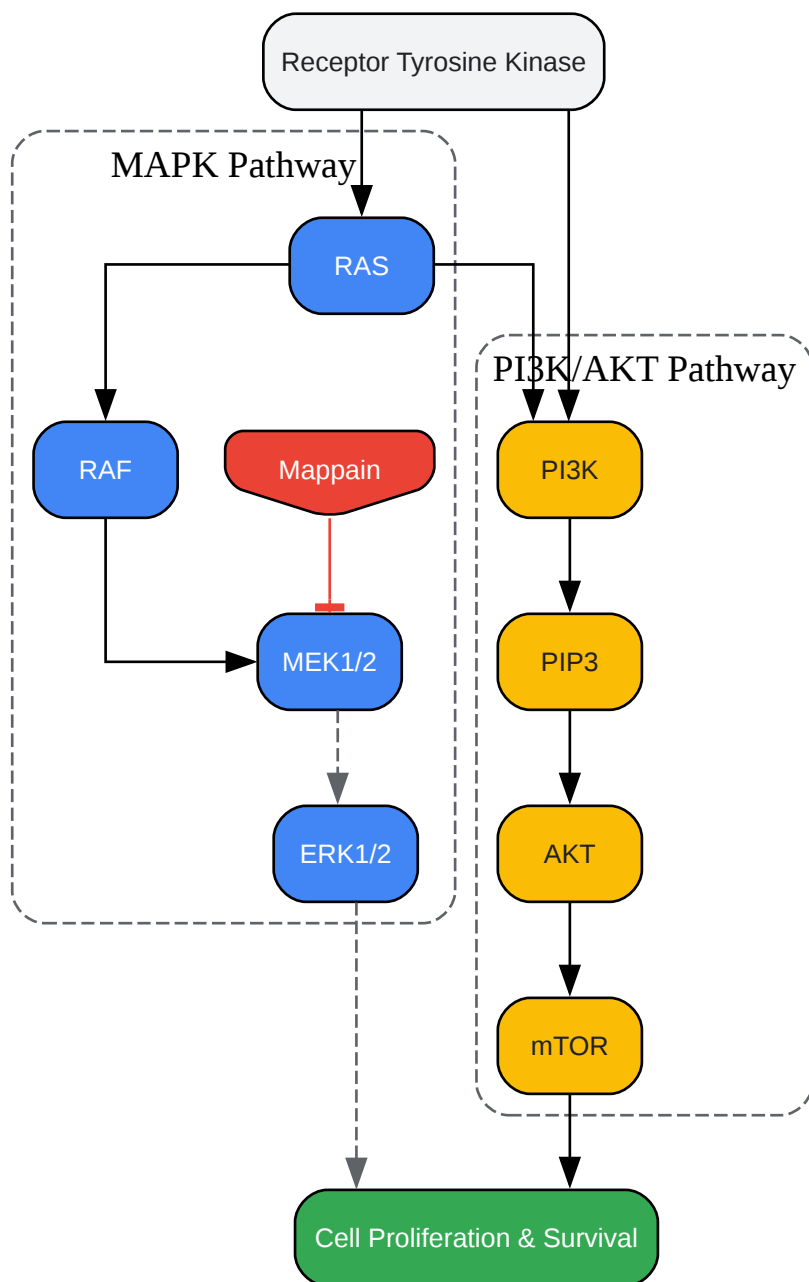 Receptor Tyrosine Kinase
MAPK Pathway
RAS
PI3K/AKT Pathway
RAF
Mappain
PI3K
MEK1/2
PIP3
ERK1/2
AKT
mTOR
Cell Proliferation & Survival